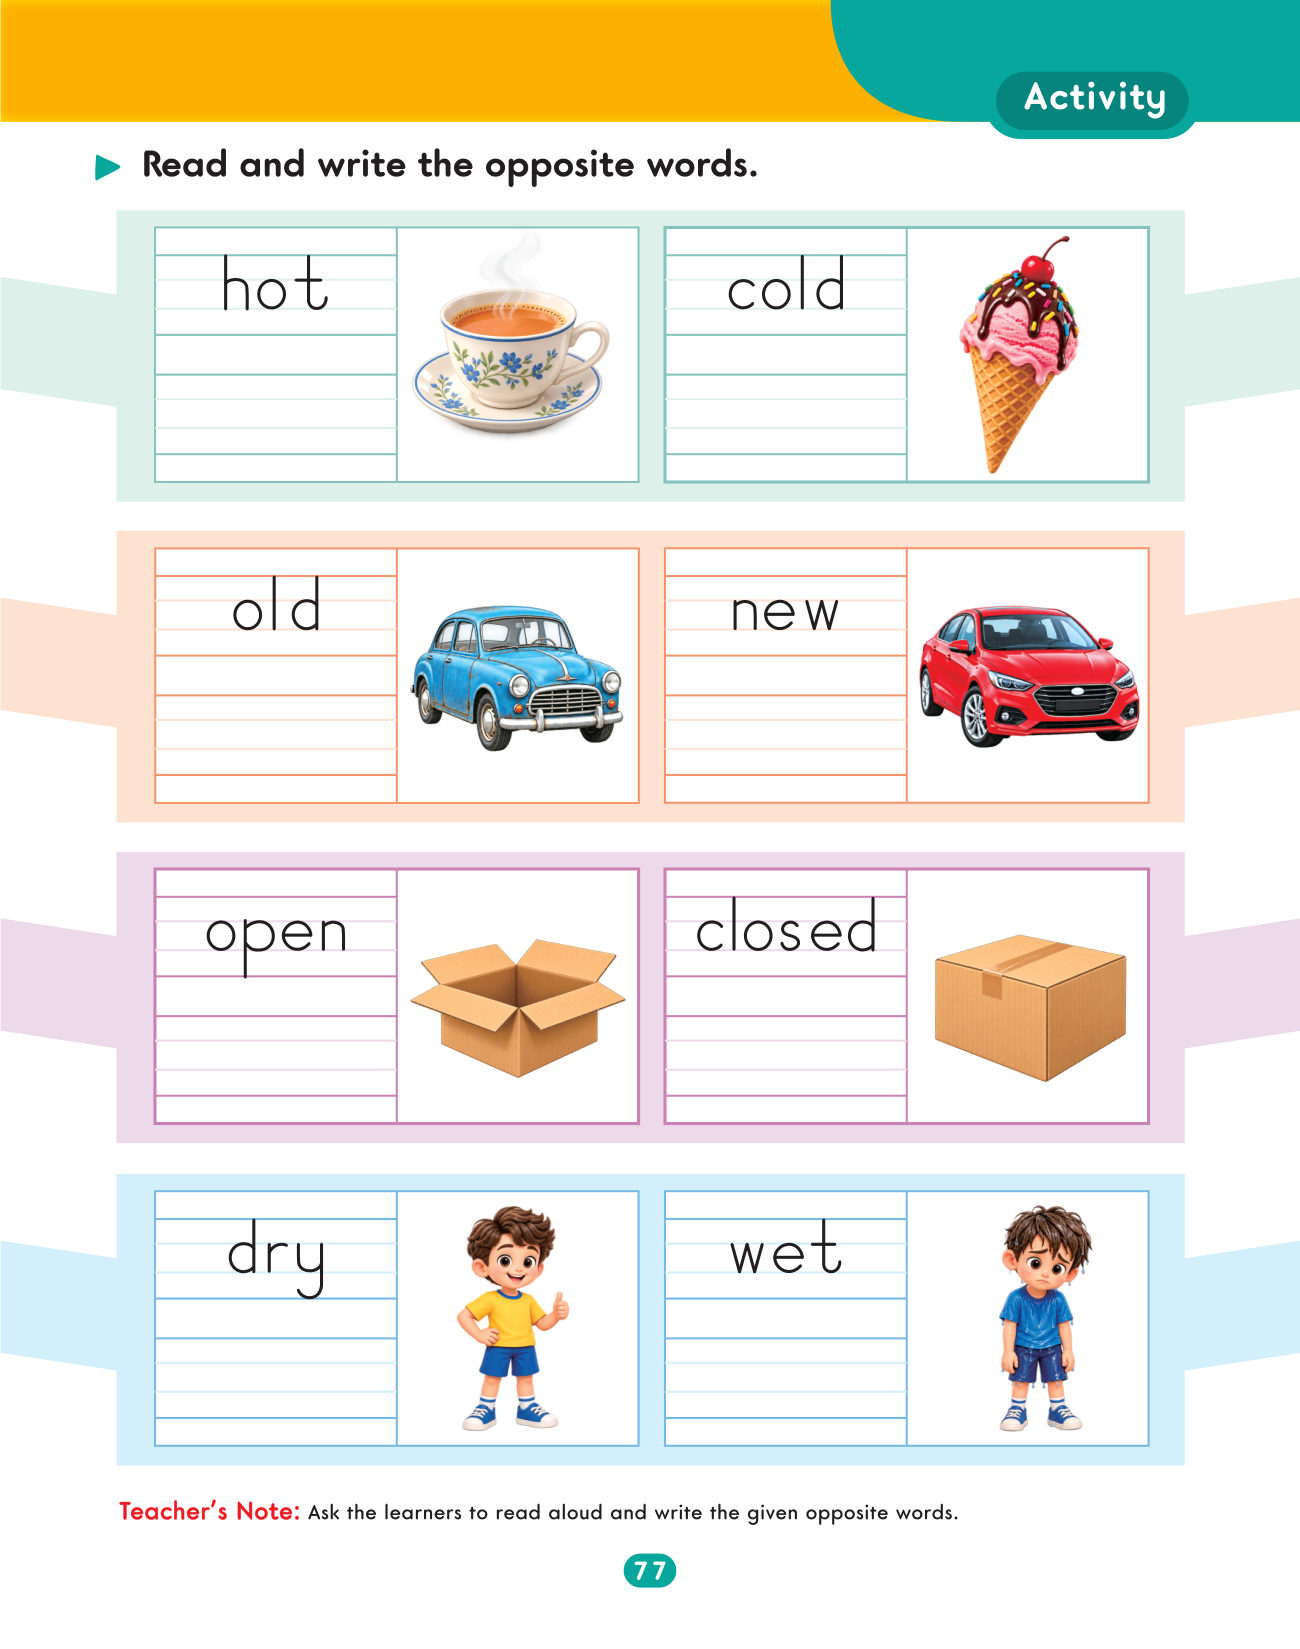 Activity
Read and write the opposite words.
hot
cold
old
new
open
closed
dry
wet
Teacher's Note: Ask the learners to read aloud and write the given opposite words.
77